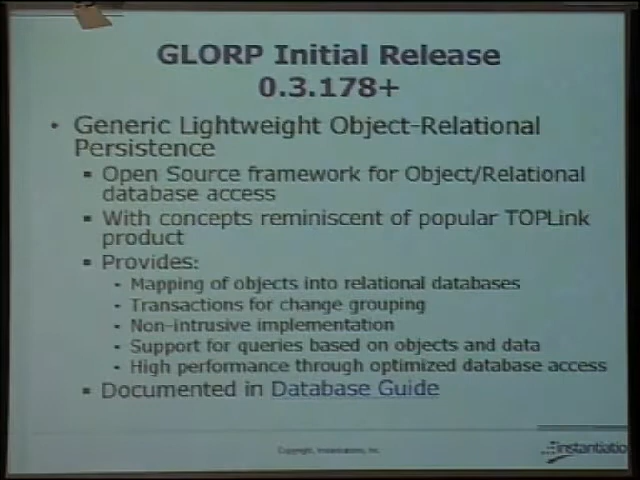 GLORP Initial Release
0.3.178+
• Generic Lightweight Object-Relational
Persistence
▪ Open Source framework for Object/Relational
database access
▪ With concepts reminiscent of popular TOPLink
product
▪ Provides:
• Mapping of objects into relational databases
• Transactions for change grouping
• Non-intrusive implementation
• Support for queries based on objects and data
• High performance through optimized database access
▪ Documented in Database Guide
Copyright, Instantiations, Inc.
instantiatio